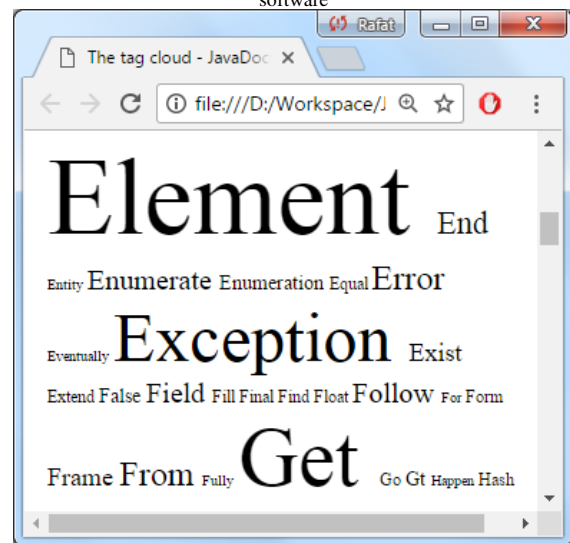 software
Rafat
The tag cloud - JavaDoc
file:///D:/Workspace/J
Element End
Entity Enumerate Enumeration Equal Error
Eventually Exception Exist
Extend False Field Fill Final Find Float Follow For Form
Frame From Fully Get Go Gt Happen Hash